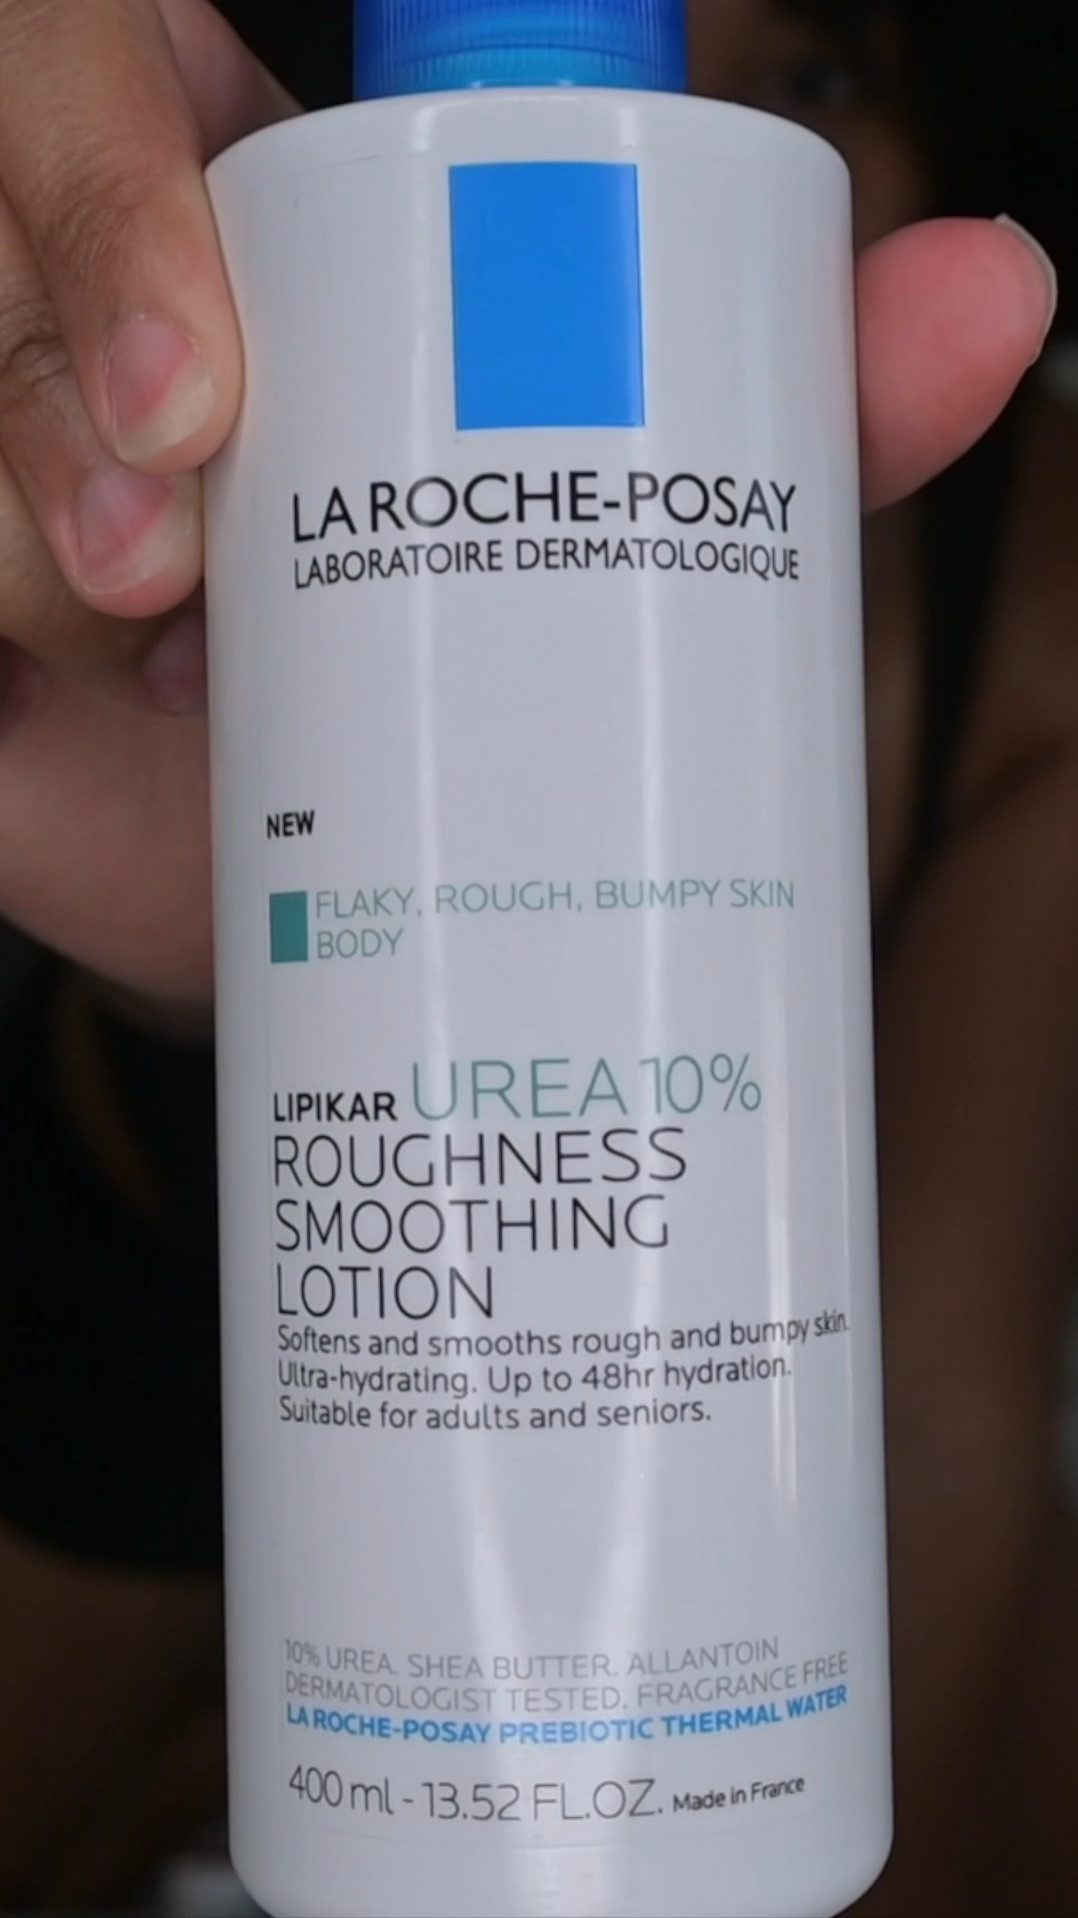 LA ROCHE-POSAY
LABORATOIRE DERMATOLOGIQUE
NEW
FLAKY, ROUGH, BUMPY SKIN
BODY
LIPIKAR UREA 10%
ROUGHNESS
SMOOTHING
LOTION
Softens and smooths rough and bumpy skin.
Ultra-hydrating. Up to 48hr hydration.
Suitable for adults and seniors.
10% UREA. SHEA BUTTER. ALLANTOIN
DERMATOLOGIST TESTED. FRAGRANCE FREE
LA ROCHE-POSAY PREBIOTIC THERMAL WATER
400 ml - 13.52 FL.OZ. Made in France